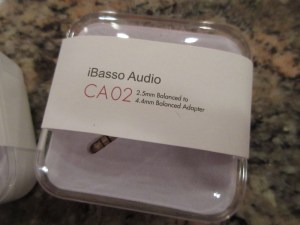 iBasso Audio
CA02 2.5mm Balanced to
4.4mm Balanced Adapter